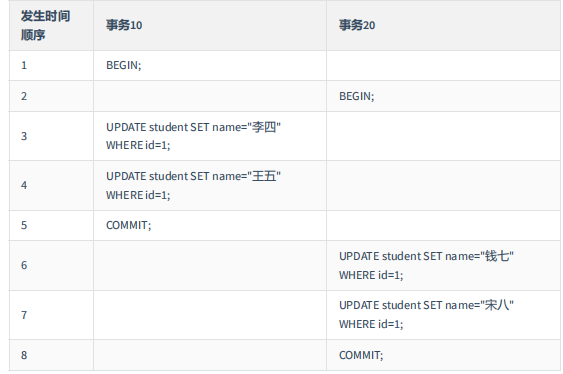 发生时间
顺序
事务10
事务20
1
BEGIN;
2
BEGIN;
3
UPDATE student SET name="李四"
WHERE id=1;
4
UPDATE student SET name="王五"
WHERE id=1;
5
COMMIT;
6
UPDATE student SET name="钱七"
WHERE id=1;
7
UPDATE student SET name="宋八"
WHERE id=1;
8
COMMIT;